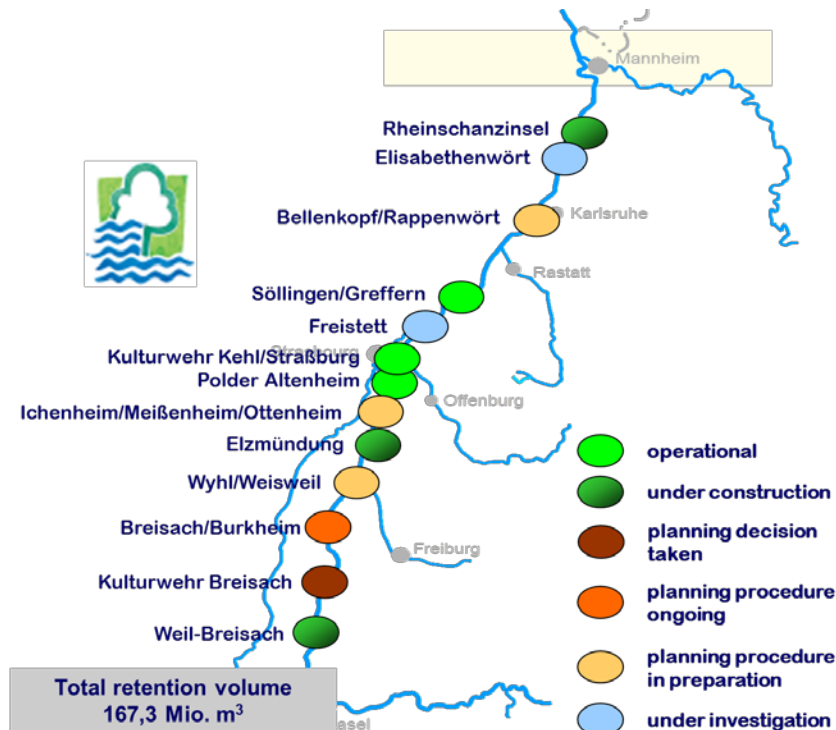 Mannheim
Rheinschanzinsel
Elisabethenwört
Bellenkopf/Rappenwört
Karlsruhe
Rastatt
Söllingen/Greffern
Freistett
Kulturwehr Kehl/Straßburg
Polder Altenheim
Offenburg
Ichenheim/Meißenheim/Ottenheim
Elzmündung
Wyhl/Weisweil
Breisach/Burkheim
Freiburg
Kulturwehr Breisach
Weil-Breisach
Total retention volume
167,3 Mio. m³
operational
under construction
planning decision
taken
planning procedure
ongoing
planning procedure
in preparation
under investigation